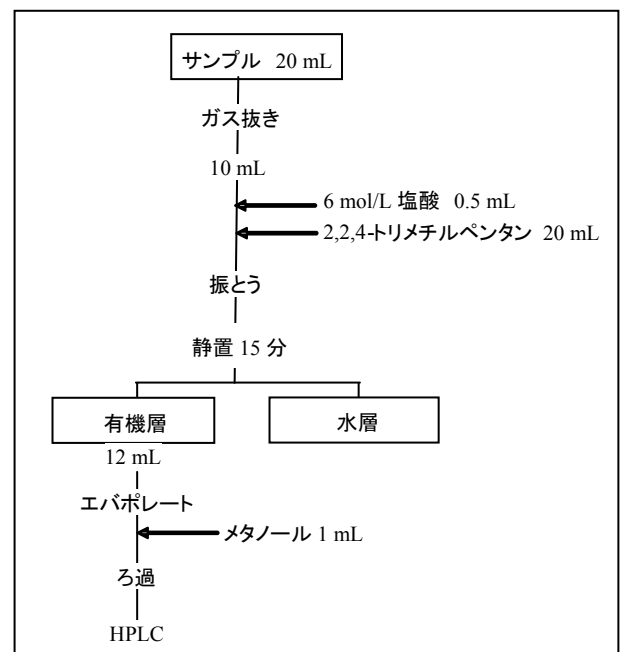 サンプル 20 mL
ガス抜き
10 mL
6 mol/L 塩酸 0.5 mL
2,2,4-トリメチルペンタン 20 mL
振とう
静置 15 分
有機層
水層
12 mL
エバポレート
メタノール 1 mL
ろ過
HPLC